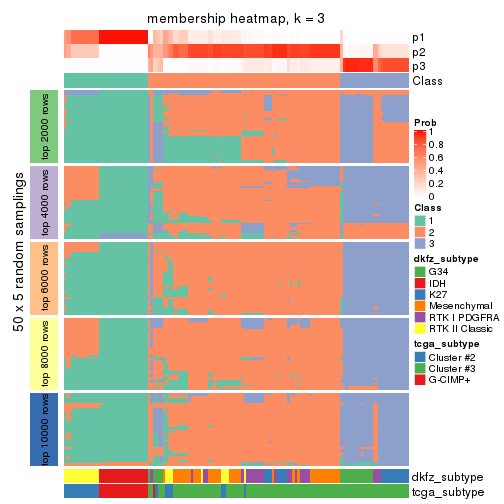 membership heatmap, k = 3
p1
p2
p3
Class
50 x 5 random samplings
top 2000 rows
top 4000 rows
top 6000 rows
top 8000 rows
top 10000 rows
Prob
1
0.8
0.6
0.4
0.2
0
Class
1
2
3
dkfz_subtype
G34
IDH
K27
Mesenchymal
RTK I PDGFRA
RTK II Classic
tcga_subtype
Cluster #2
Cluster #3
G-CIMP+
dkfz_subtype
tcga_subtype